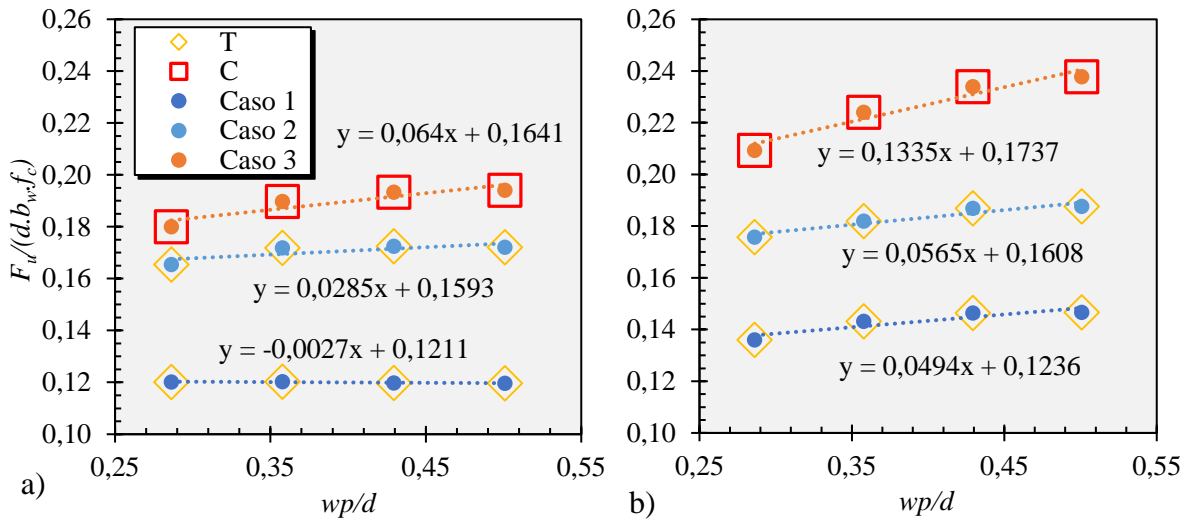 F_u/(d.b_w.f_c)
0,26
0,24
0,22
0,20
0,18
0,16
0,14
0,12
0,10
T
C
Caso 1
Caso 2
Caso 3
y = 0,064x + 0,1641
y = 0,0285x + 0,1593
y = -0,0027x + 0,1211
0,25
0,35
0,45
0,55
a)
wp/d
0,26
0,24
0,22
0,20
0,18
0,16
0,14
0,12
0,10
y = 0,1335x + 0,1737
y = 0,0565x + 0,1608
y = 0,0494x + 0,1236
0,25
0,35
0,45
0,55
b)
wp/d